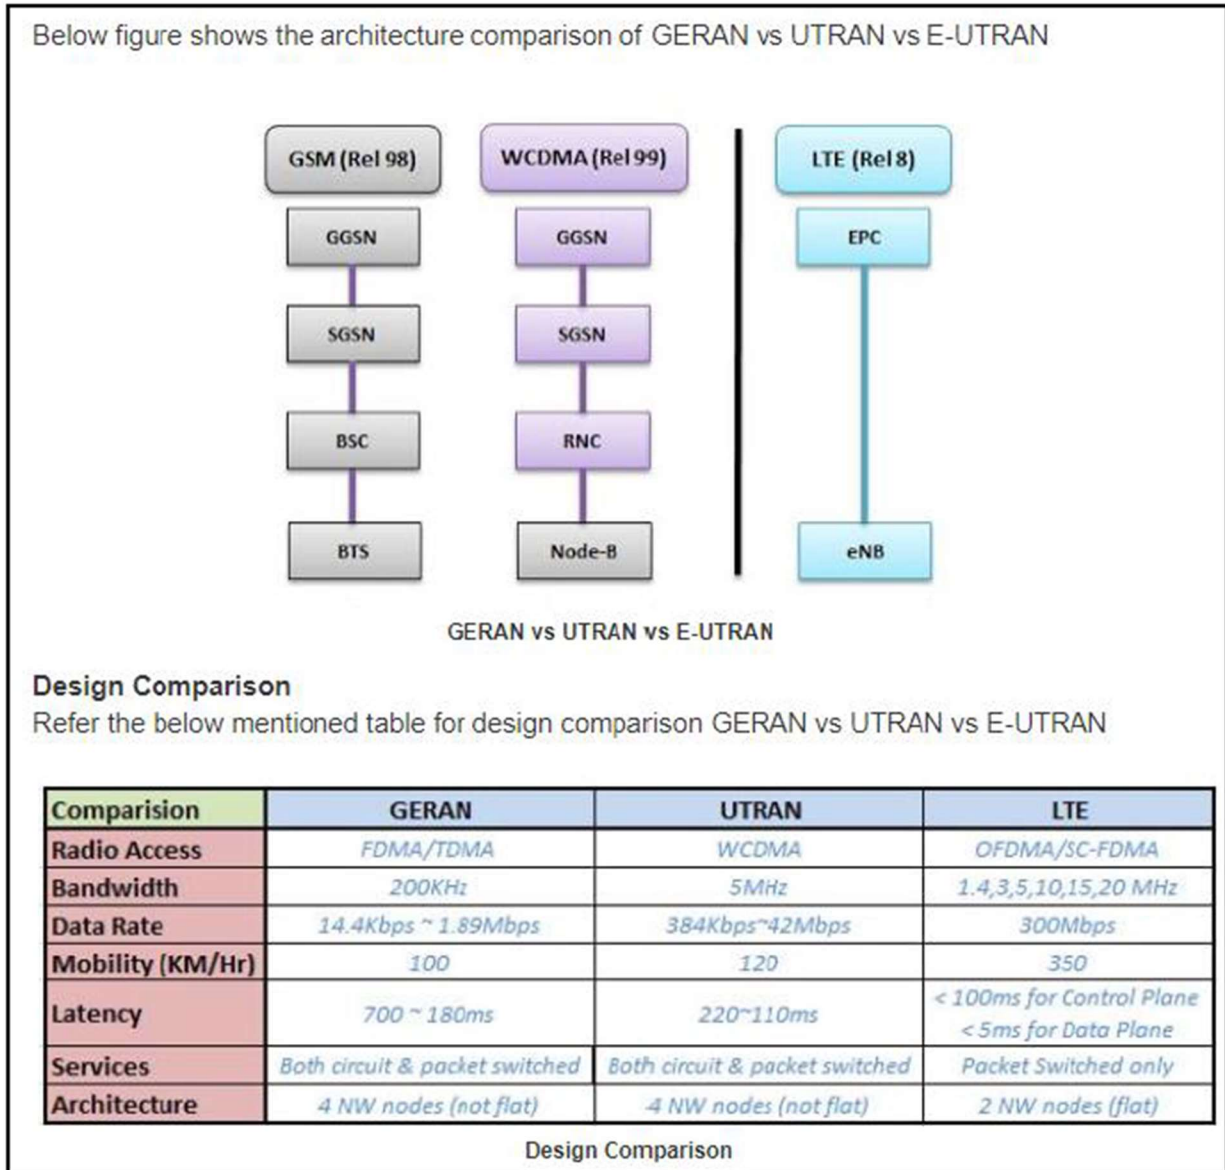 Below figure shows the architecture comparison of GERAN vs UTRAN vs E-UTRAN
GSM (Rel 98) WCDMA (Rel 99) LTE (Rel 8)
GGSN GGSN EPC
SGSN SGSN
BSC RNC
BTS Node-B eNB
GERAN vs UTRAN vs E-UTRAN
Design Comparison
Refer the below mentioned table for design comparison GERAN vs UTRAN vs E-UTRAN
Comparision GERAN UTRAN LTE
Radio Access FDMA/TDMA WCDMA OFDMA/SC-FDMA
Bandwidth 200KHz 5MHz 1.4,3,5,10,15,20 MHz
Data Rate 14.4Kbps ~ 1.89Mbps 384Kbps~42Mbps 300Mbps
Mobility (KM/Hr) 100 120 350
Latency 700 ~ 180ms 220~110ms < 100ms for Control Plane
< 5ms for Data Plane
Services Both circuit & packet switched Both circuit & packet switched Packet Switched only
Architecture 4 NW nodes (not flat) 4 NW nodes (not flat) 2 NW nodes (flat)
Design Comparison